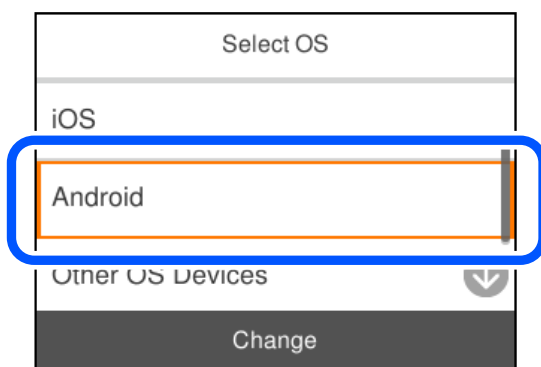 Select OS
iOS
Android
Other OS Devices
Change